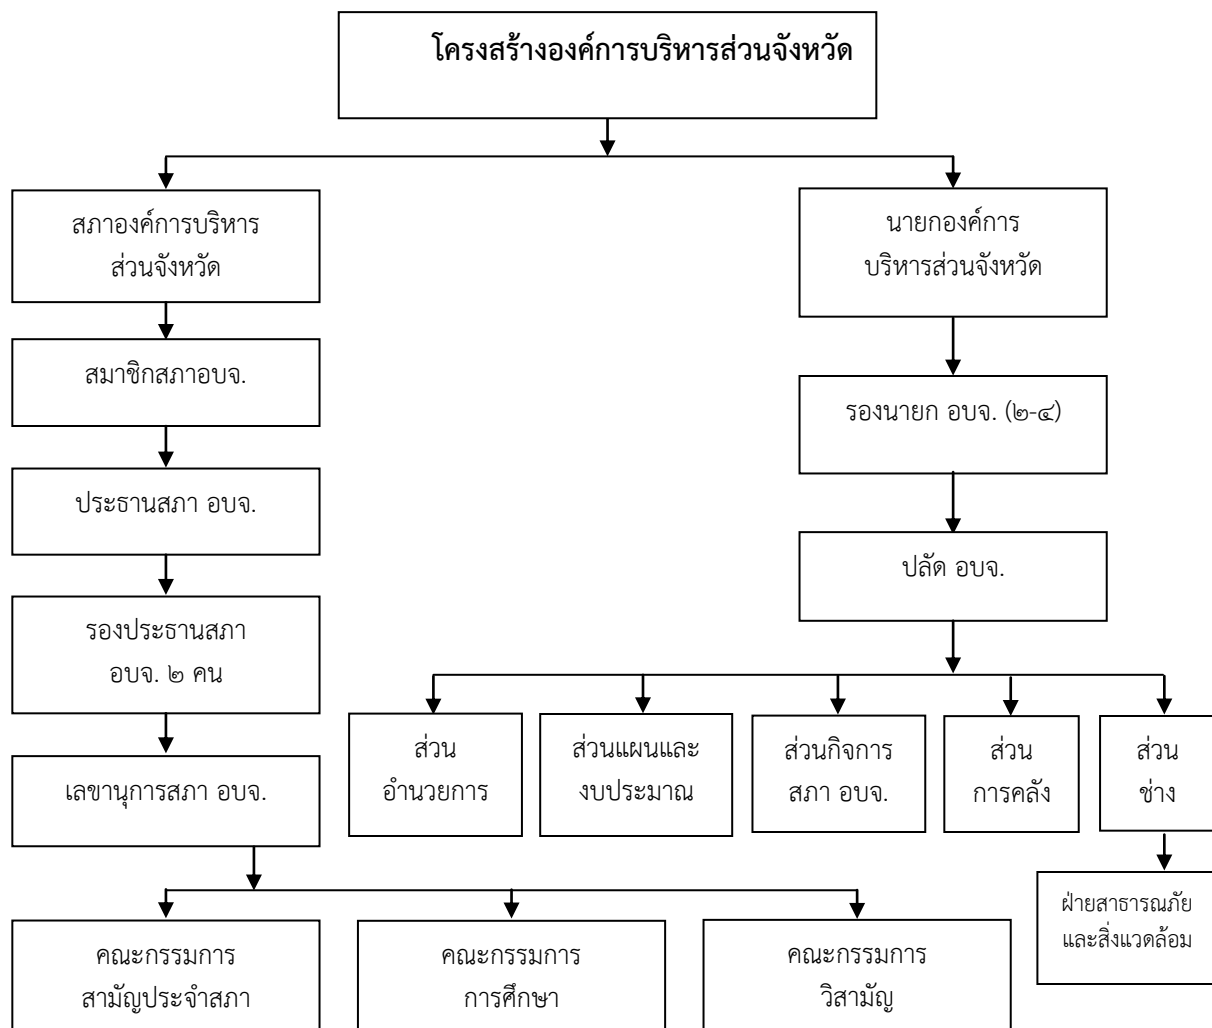 โครงสร้างองค์การบริหารส่วนจังหวัด
สภาองค์การบริหาร
ส่วนจังหวัด
สมาชิกสภาอบจ.
ประธานสภา อบจ.
รองประธานสภา
อบจ. ๒ คน
เลขานุการสภา อบจ.
คณะกรรมการ
สามัญประจำสภา
คณะกรรมการ
การศึกษา
คณะกรรมการ
วิสามัญ
นายกองค์การ
บริหารส่วนจังหวัด
รองนายก อบจ. (๒-๔)
ปลัด อบจ.
ส่วน
อำนวยการ
ส่วนแผนและ
งบประมาณ
ส่วนกิจการ
สภา อบจ.
ส่วน
การคลัง
ส่วน
ช่าง
ฝ่ายสาธารณภัย
และสิ่งแวดล้อม